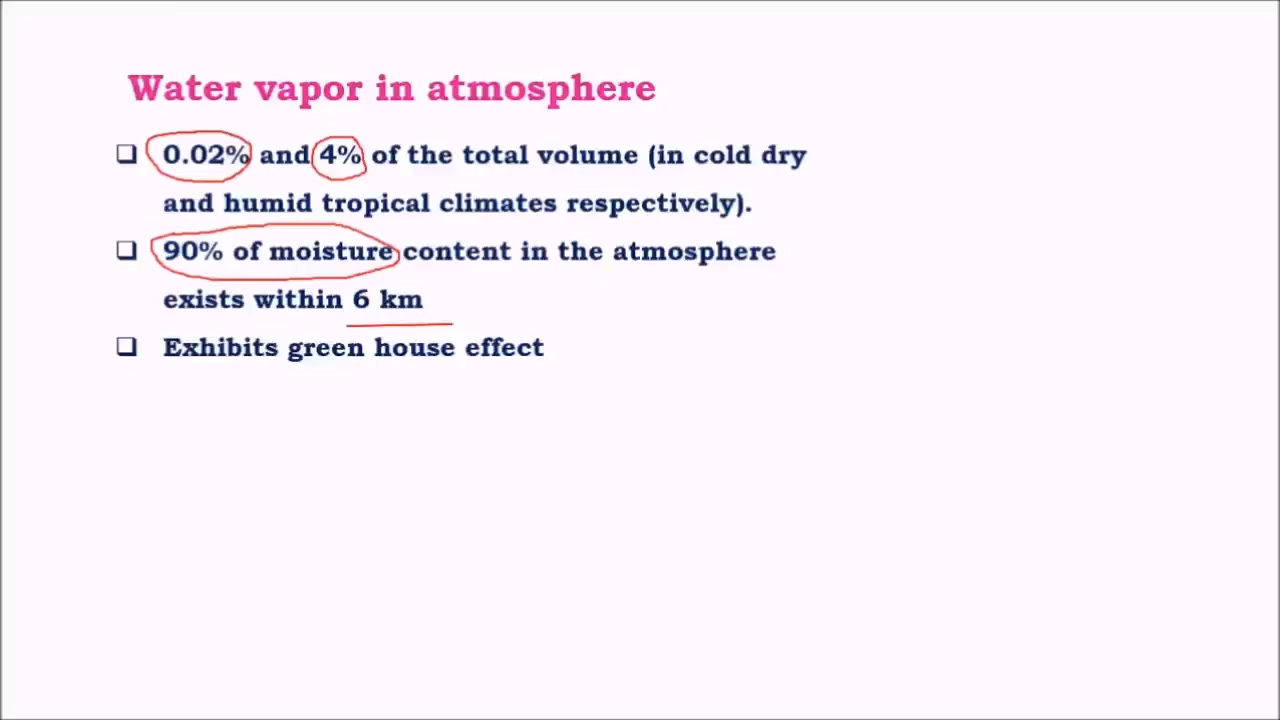 Water vapor in atmosphere
0.02% and 4% of the total volume (in cold dry
and humid tropical climates respectively).
90% of moisture content in the atmosphere
exists within 6 km
Exhibits green house effect